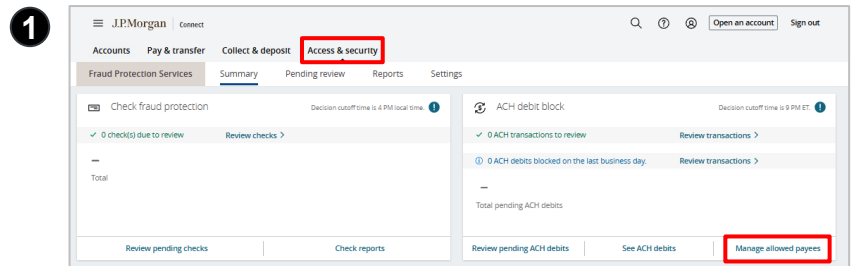 1
J.P.Morgan | Connect
Open an account Sign out
Accounts Pay & transfer Collect & deposit Access & security
Fraud Protection Services Summary Pending review Reports Settings
Check fraud protection Decision cutoff time is 4 PM local time.
✓ 0 check(s) due to review Review checks >
–
Total
Review pending checks Check reports
ACH debit block Decision cutoff time is 9 PM ET.
✓ 0 ACH transactions to review Review transactions >
0 ACH debits blocked on the last business day. Review transactions >
–
Total pending ACH debits
Review pending ACH debits See ACH debits Manage allowed payees